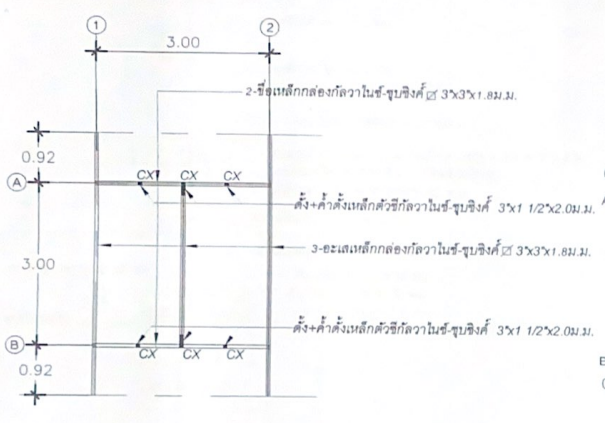 1
2
3.00
2-ขื่อเหล็กกล่องกัลวาไนซ์-ชุบซิงค์ 3"x3"x1.8ม.ม.
0.92
CX
CX
A
ดั้ง+ค้ำดั้งเหล็กตัวซีกัลวาไนซ์-ชุบซิงค์ 3"x1 1/2"x2.0ม.ม.
3.00
3-อะเสเหล็กกล่องกัลวาไนซ์-ชุบซิงค์ 3"x3"x1.8ม.ม.
ดั้ง+ค้ำดั้งเหล็กตัวซีกัลวาไนซ์-ชุบซิงค์ 3"x1 1/2"x2.0ม.ม.
B
CX
CX
CX
0.92